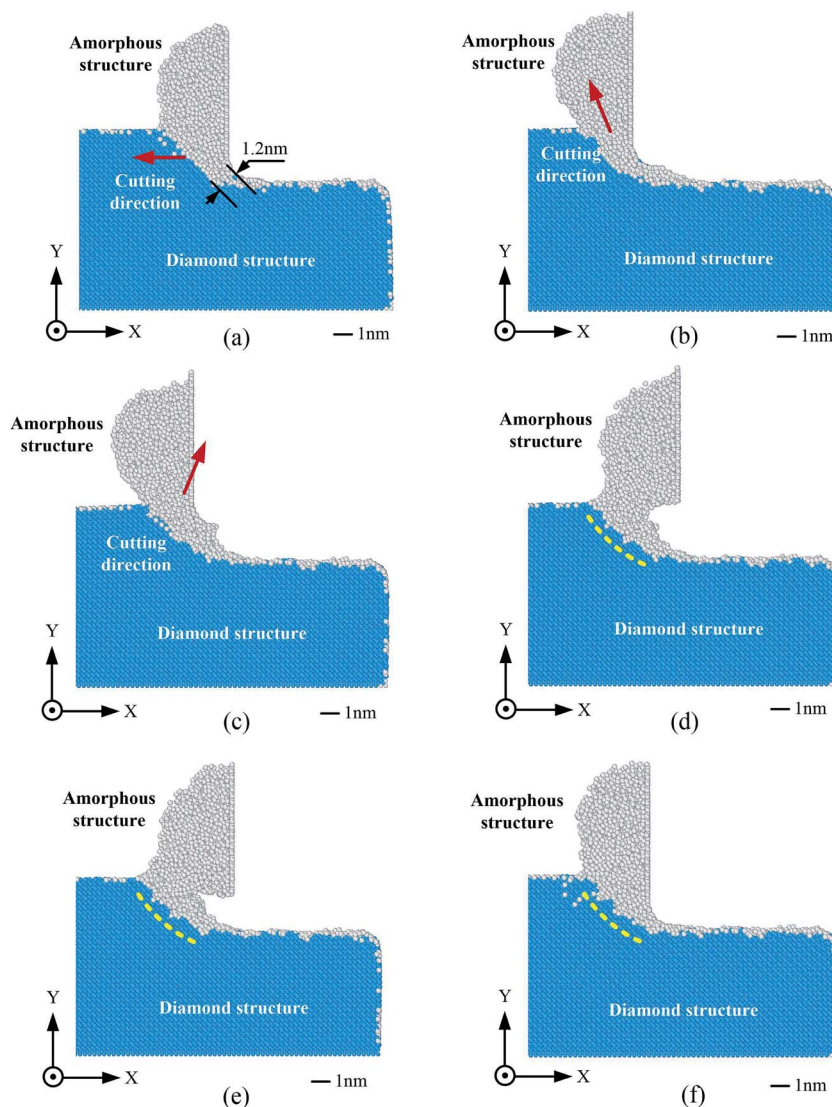 Amorphous
structure
1.2nm
Cutting
direction
Diamond structure
Y
X
1nm
(a)
Amorphous
structure
Cutting
direction
Diamond structure
Y
X
1nm
(b)
Amorphous
structure
Cutting
direction
Diamond structure
Y
X
1nm
(c)
Amorphous
structure
Diamond structure
Y
X
1nm
(d)
Amorphous
structure
Diamond structure
Y
X
1nm
(e)
Amorphous
structure
Diamond structure
Y
X
1nm
(f)